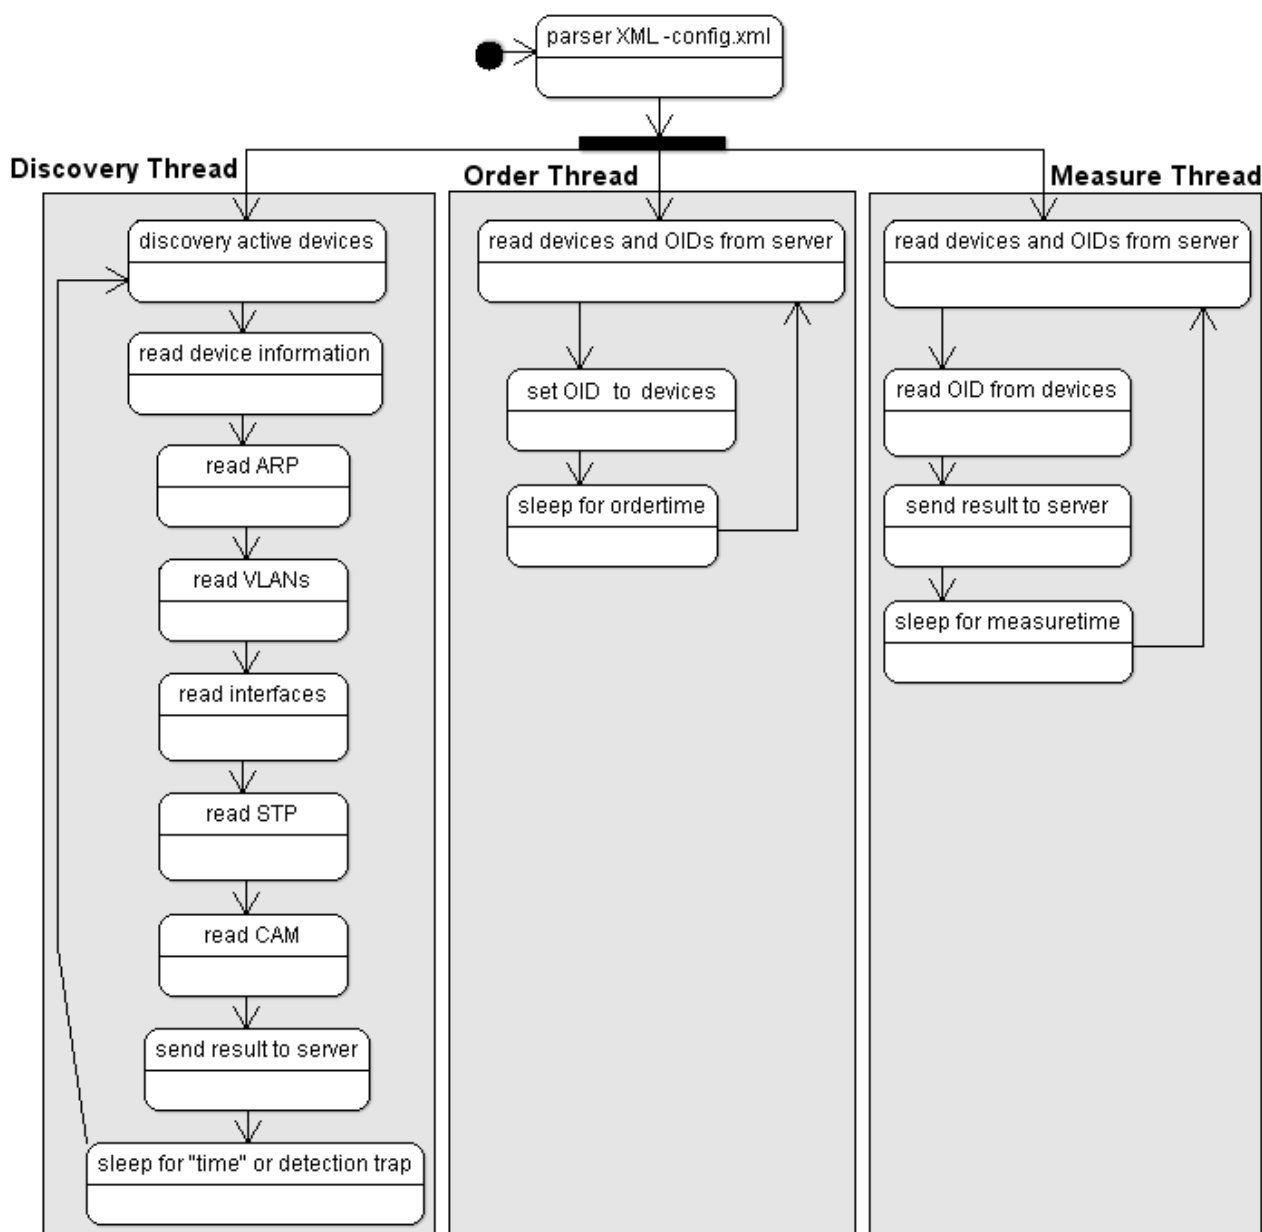 parser XML -config.xml
Discovery Thread
discovery active devices
read device information
read ARP
read VLANs
read interfaces
read STP
read CAM
send result to server
sleep for "time" or detection trap
Order Thread
read devices and OIDs from server
set OID to devices
sleep for ordertime
Measure Thread
read devices and OIDs from server
read OID from devices
send result to server
sleep for measuretime